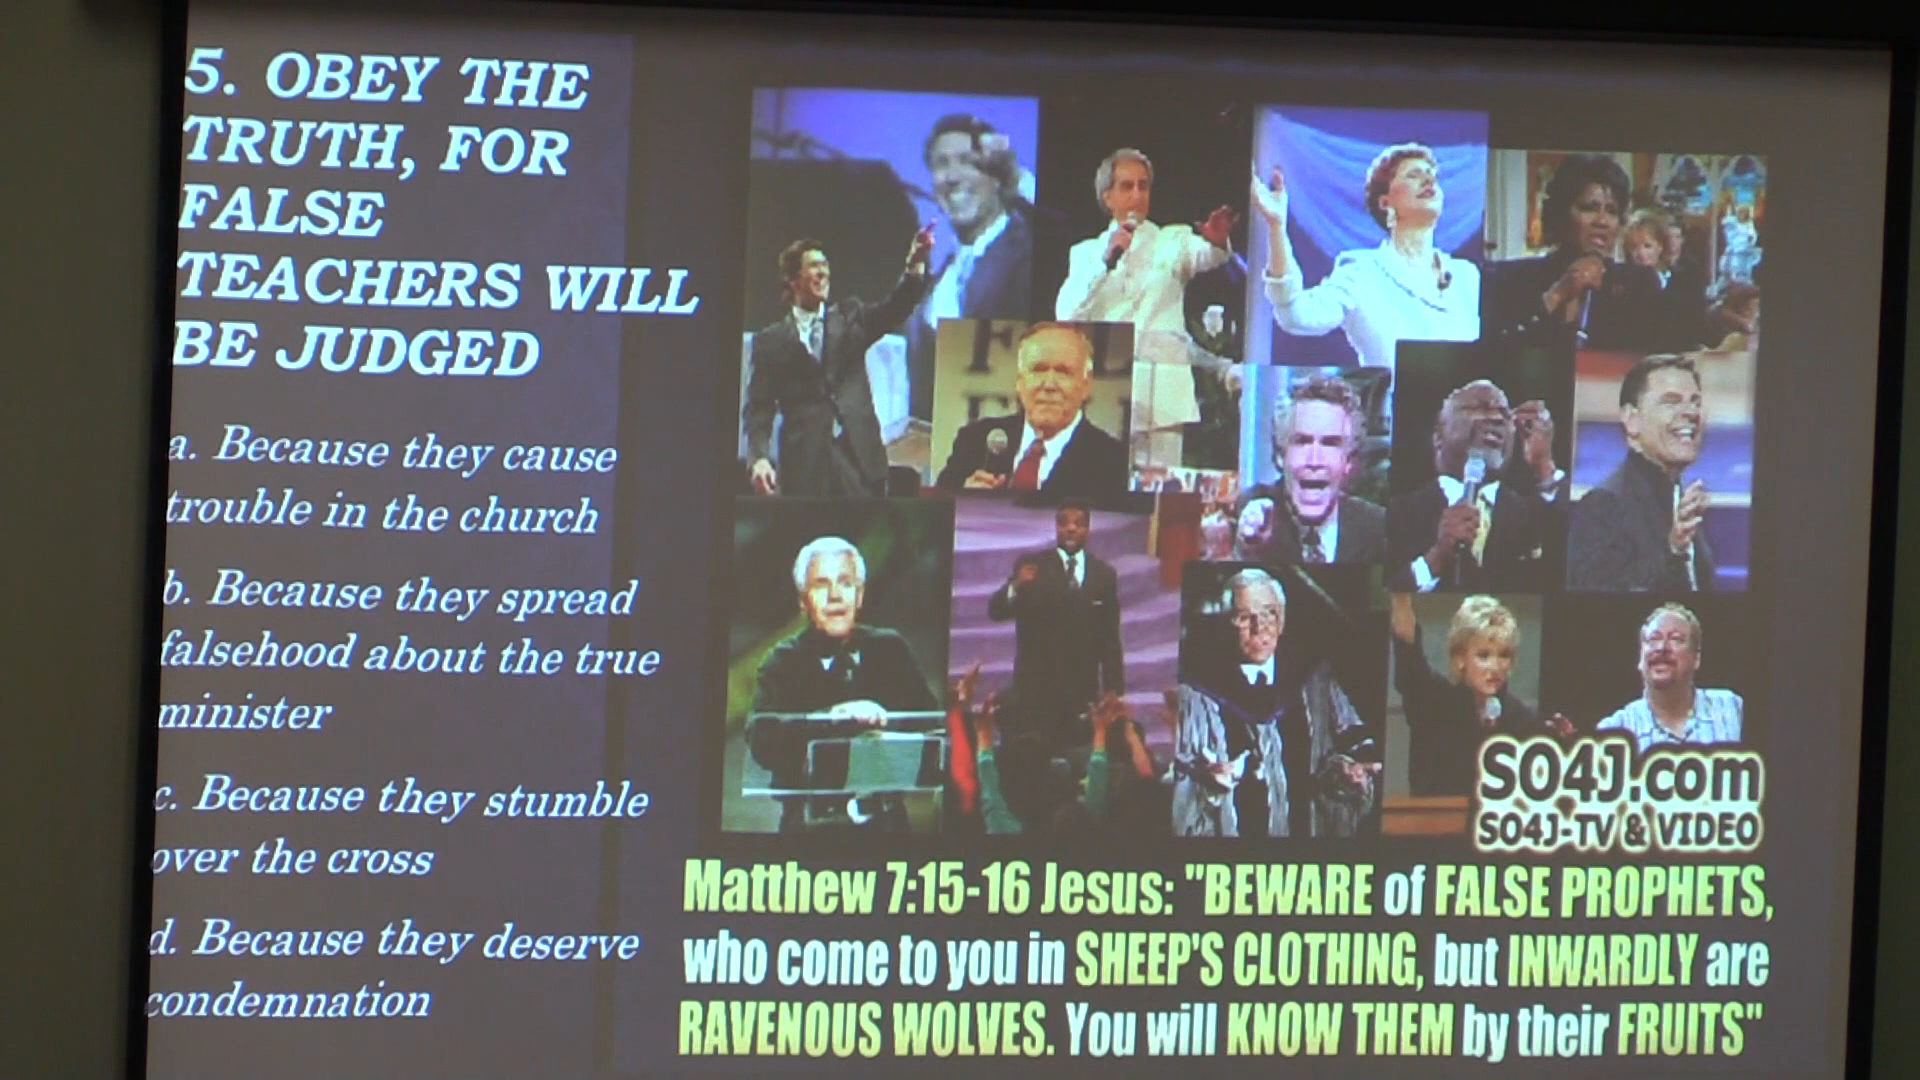 5. OBEY THE
TRUTH, FOR
FALSE
TEACHERS WILL
BE JUDGED
a. Because they cause
trouble in the church
b. Because they spread
falsehood about the true
minister
c. Because they stumble
over the cross
d. Because they deserve
condemnation
SO4J.com
SO4J-TV & VIDEO
Matthew 7:15-16 Jesus: "BEWARE of FALSE PROPHETS,
who come to you in SHEEP'S CLOTHING, but INWARDLY are
RAVENOUS WOLVES. You will KNOW THEM by their FRUITS"